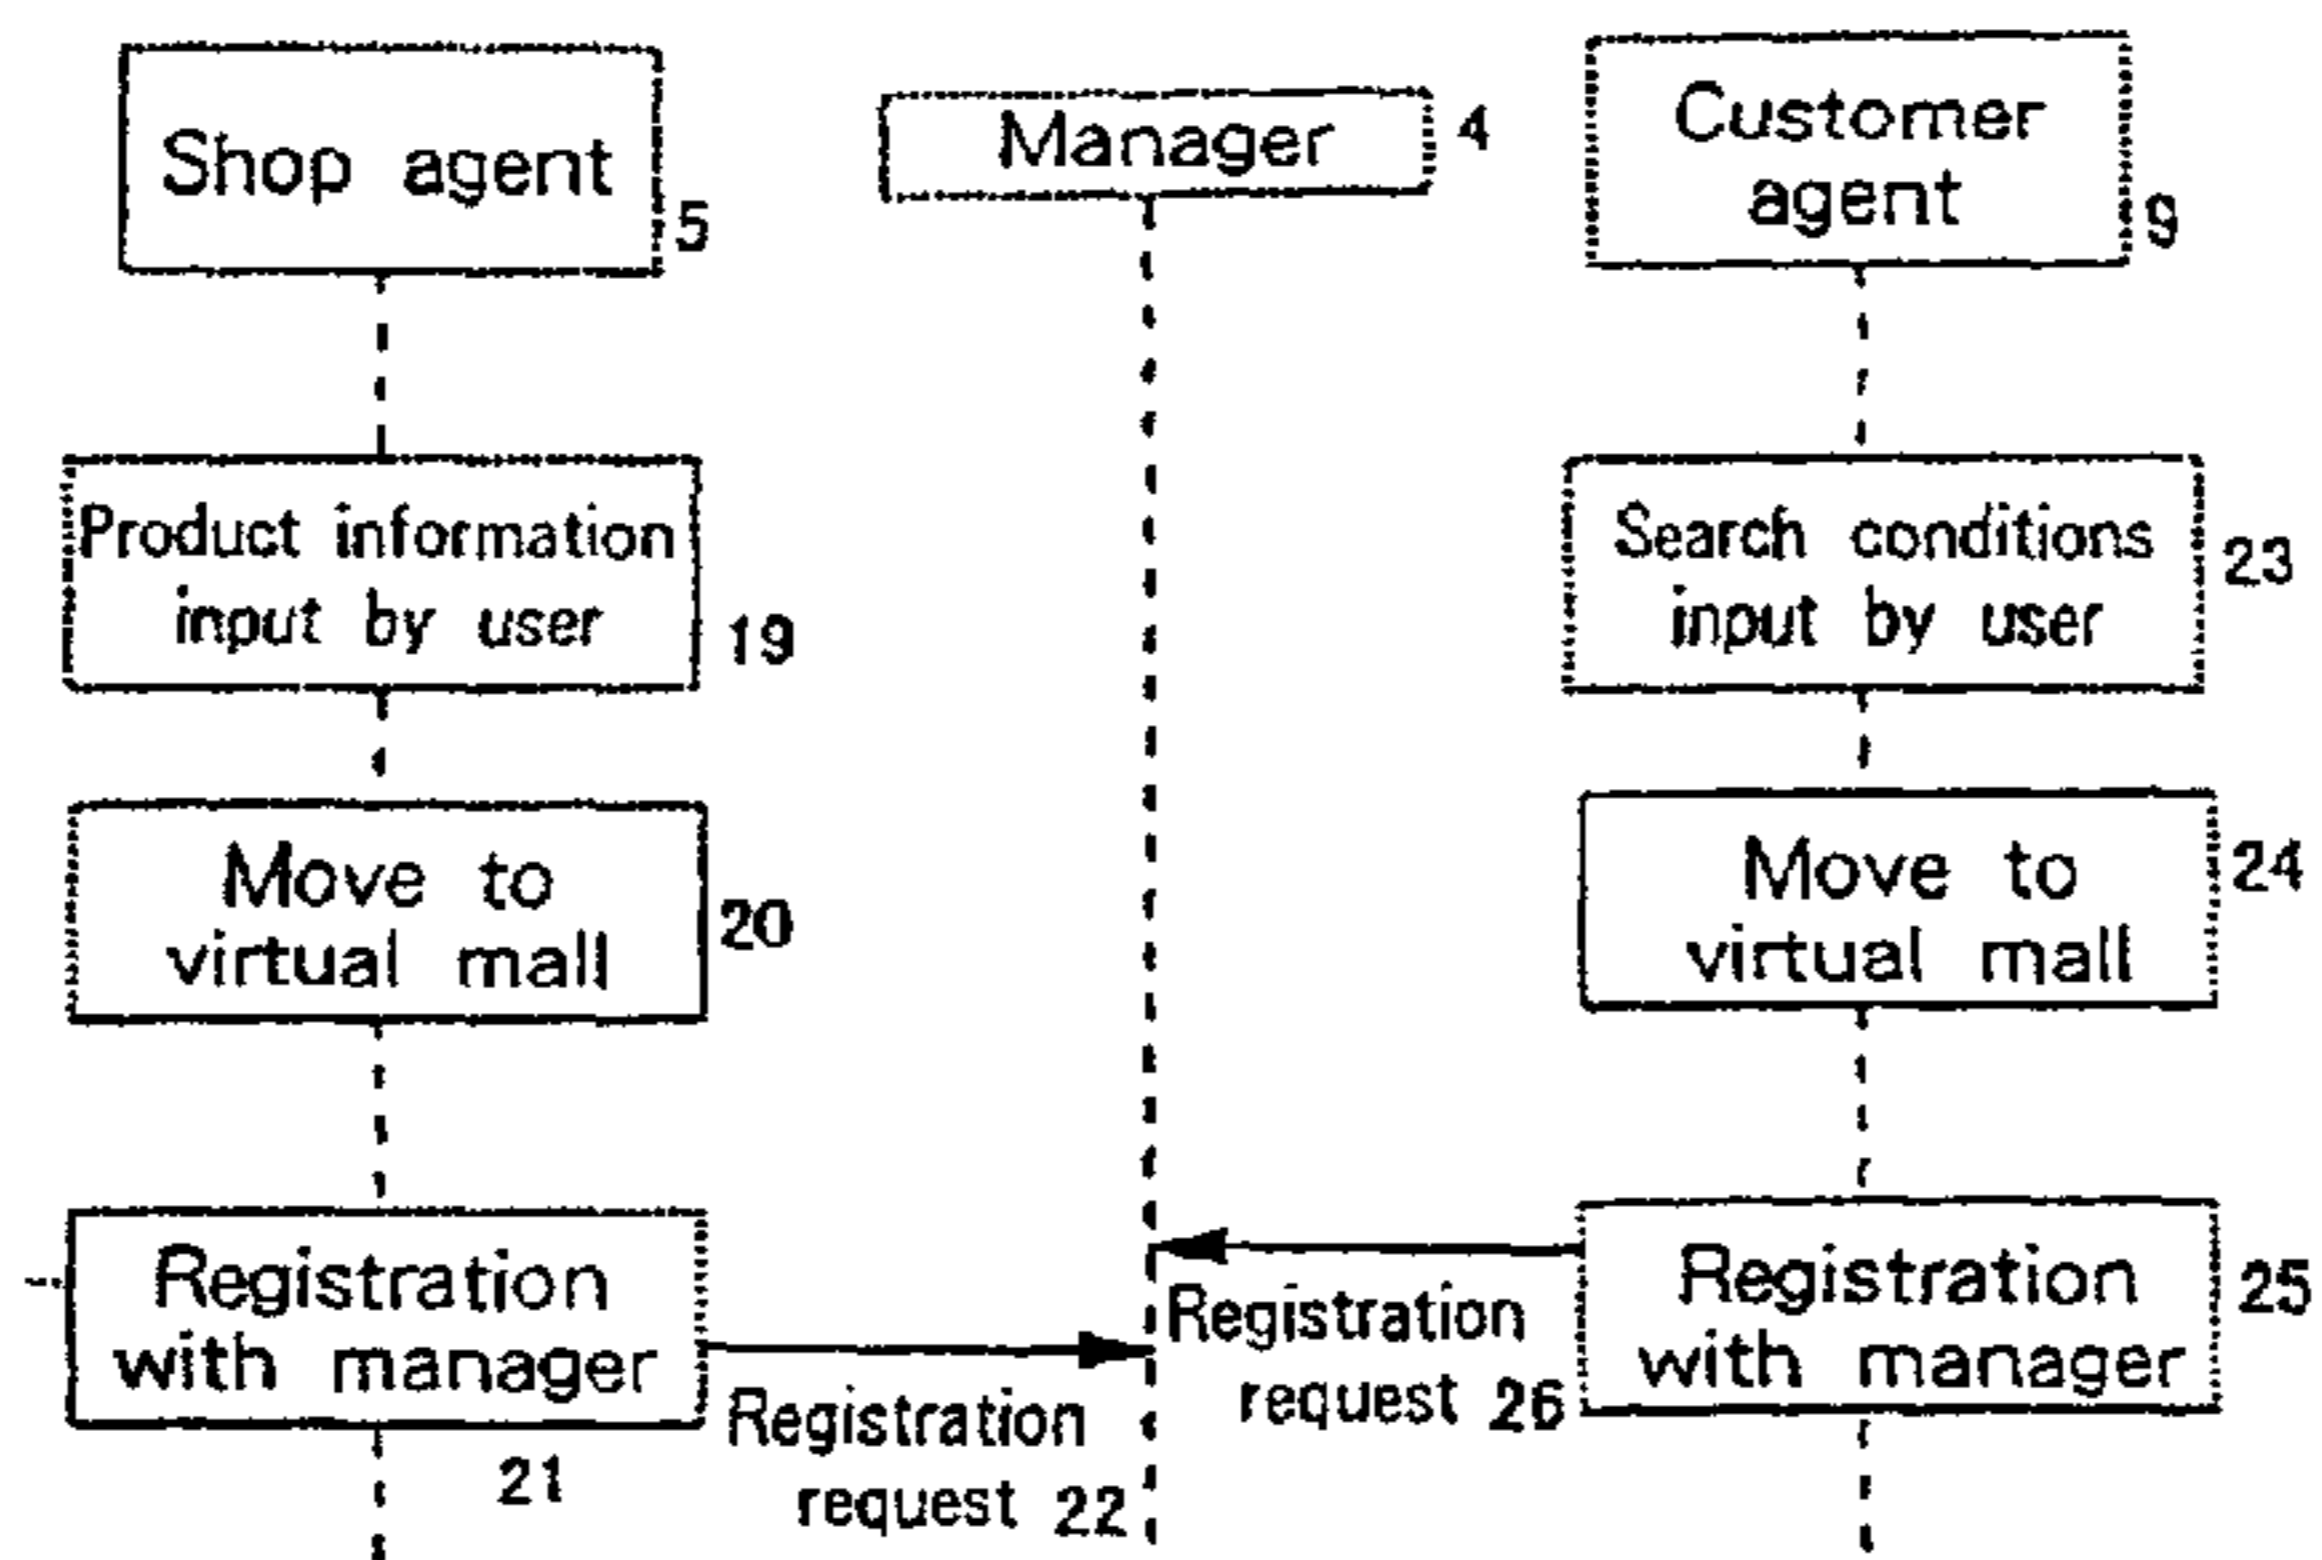 Shop agent
5
Manager
4
Customer
agent
9
Product information
input by user
19
Search conditions
input by user
23
Move to
virtual mall
20
Move to
virtual mall
24
Registration
with manager
21
Registration
request 22
Registration
request 26
Registration
with manager
25